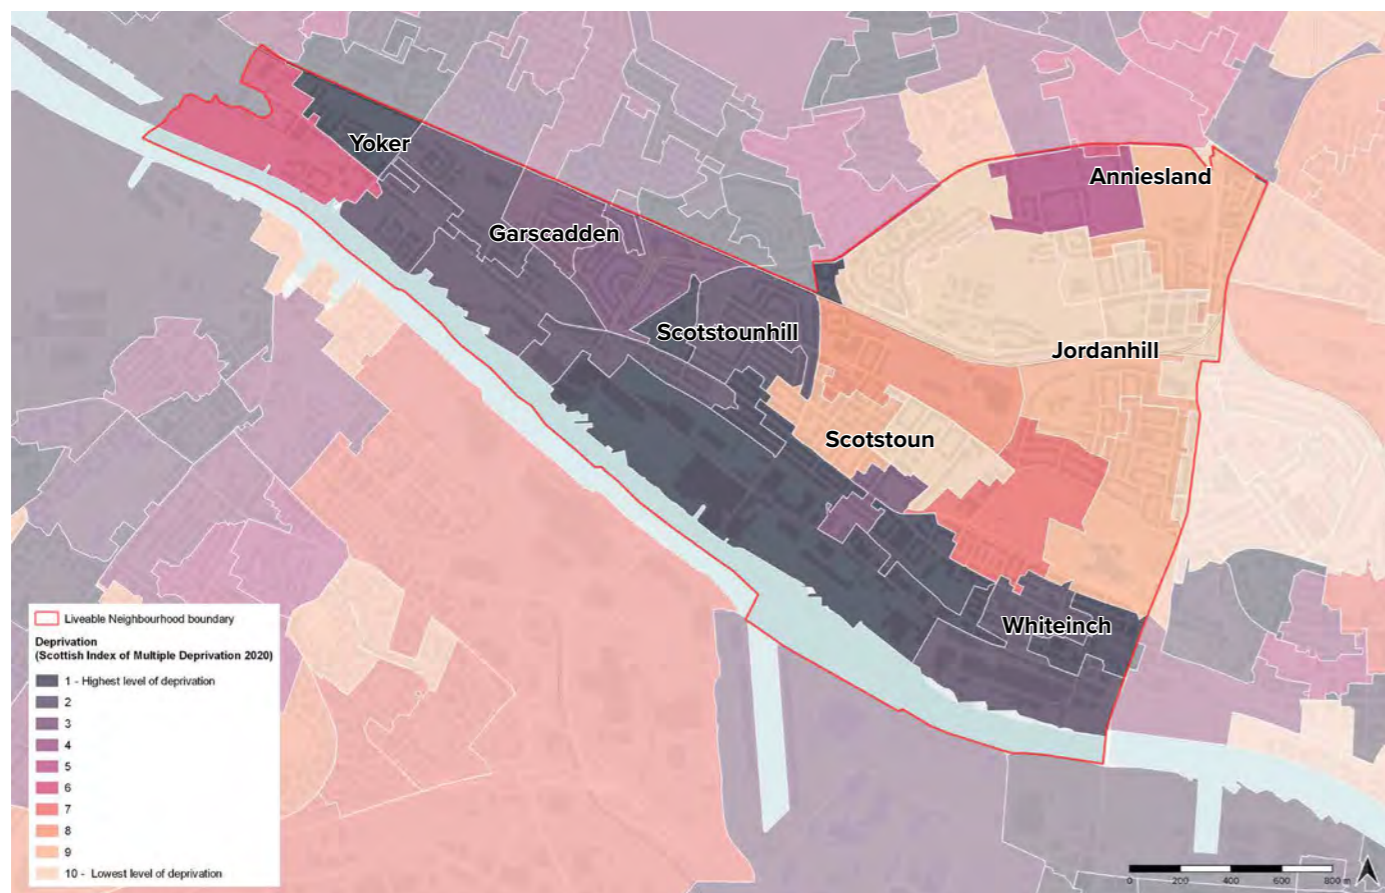 Yoker
Anniesland
Garscadden
Scotstounhill
Jordanhill
Scotstoun
Whiteinch
Liveable Neighbourhood boundary
Deprivation
(Scottish Index of Multiple Deprivation 2020)
1 - Highest level of deprivation
2
3
4
5
6
7
8
9
10 - Lowest level of deprivation
0 200 400 600 800 m